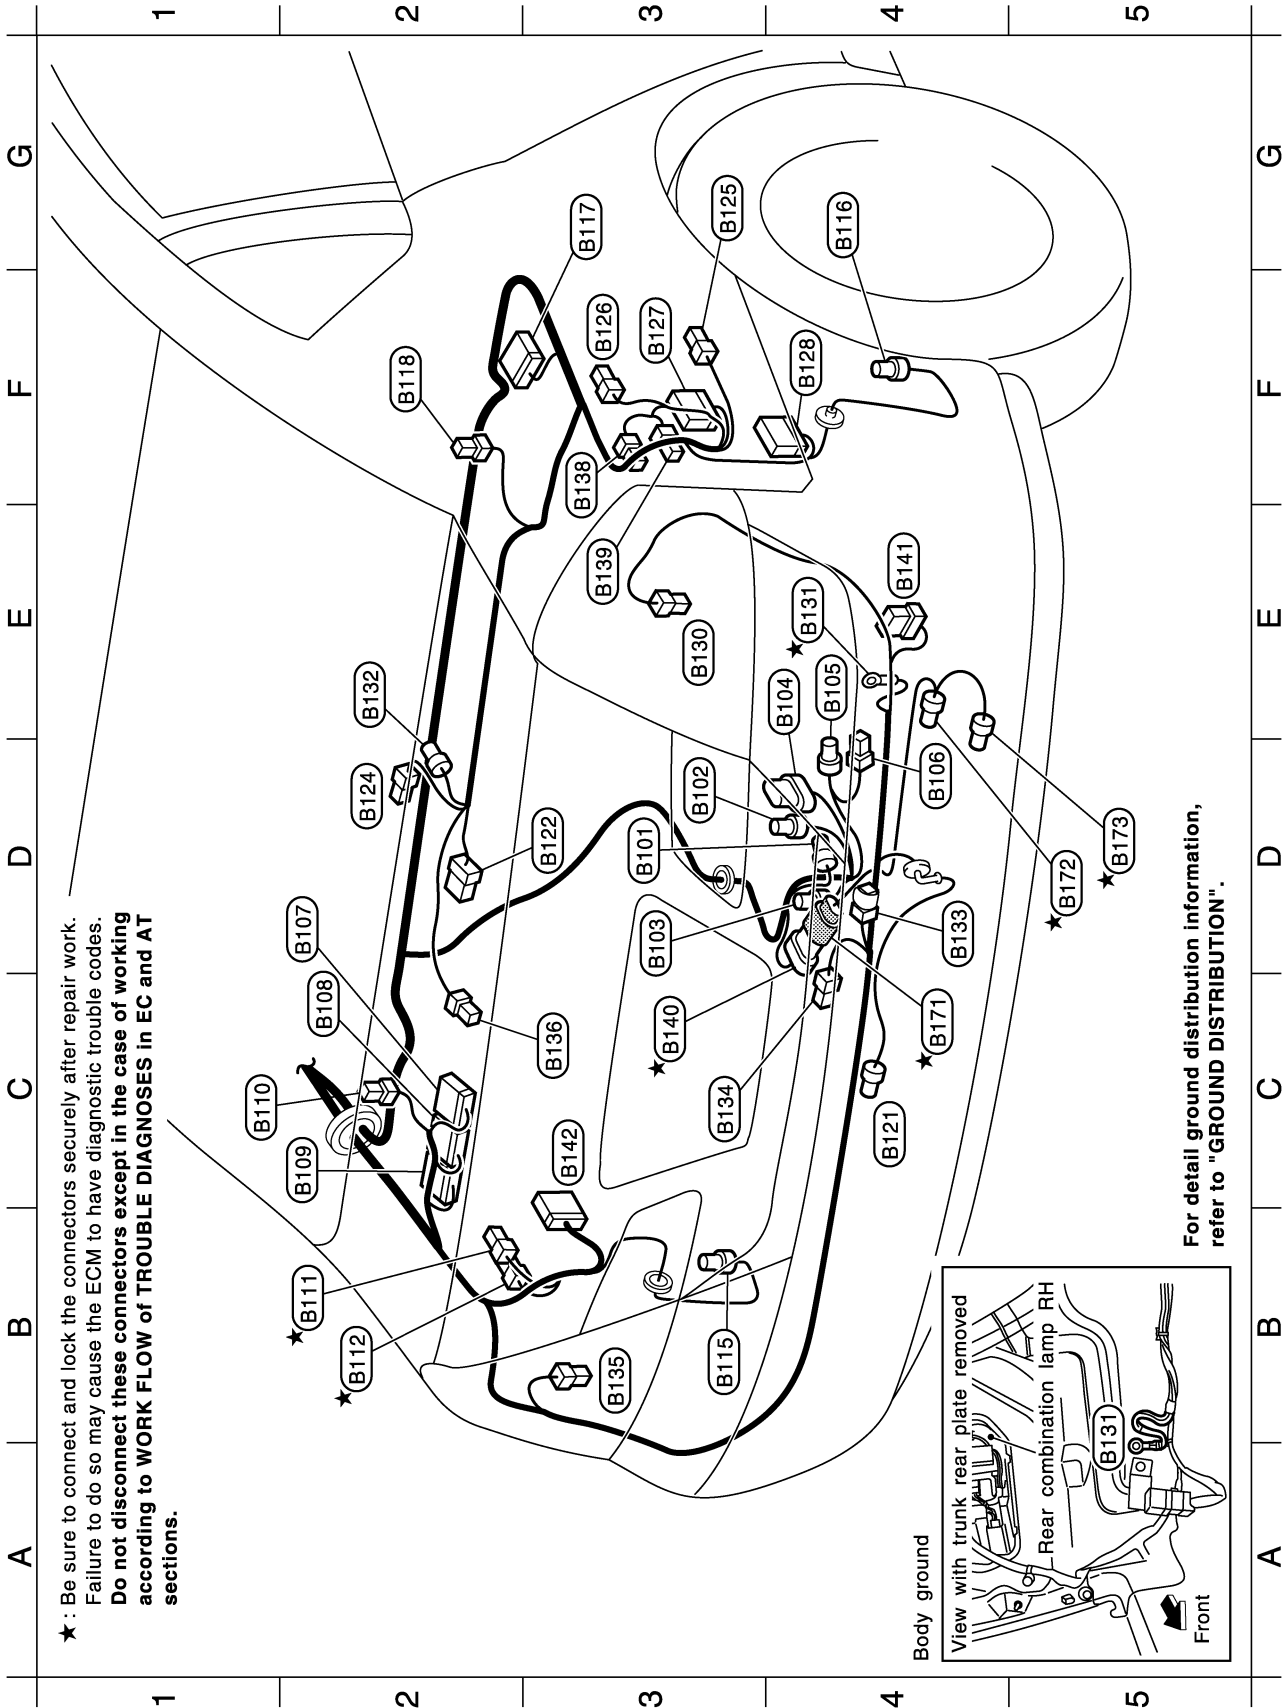 A B C D E F G
1 2 3 4 5
★ : Be sure to connect and lock the connectors securely after repair work.
Failure to do so may cause the ECM to have diagnostic trouble codes.
Do not disconnect these connectors except in the case of working
according to WORK FLOW of TROUBLE DIAGNOSES in EC and AT
sections.
B110
B109
B108
B107
★ B111
★ B112
B124
B132
B118
B117
B136
B122
B142
B135
B138
B139
B126
B127
B125
B128
B116
B115
B134
★ B140
B103
B101
B102
B130
B104
★ B131
B105
B141
B121
★ B171
B133
B106
★ B172
★ B173
Body ground
View with trunk rear plate removed
Rear combination lamp RH
B131
Front
For detail ground distribution information,
refer to "GROUND DISTRIBUTION".
1 2 3 4 5
A B C D E F G